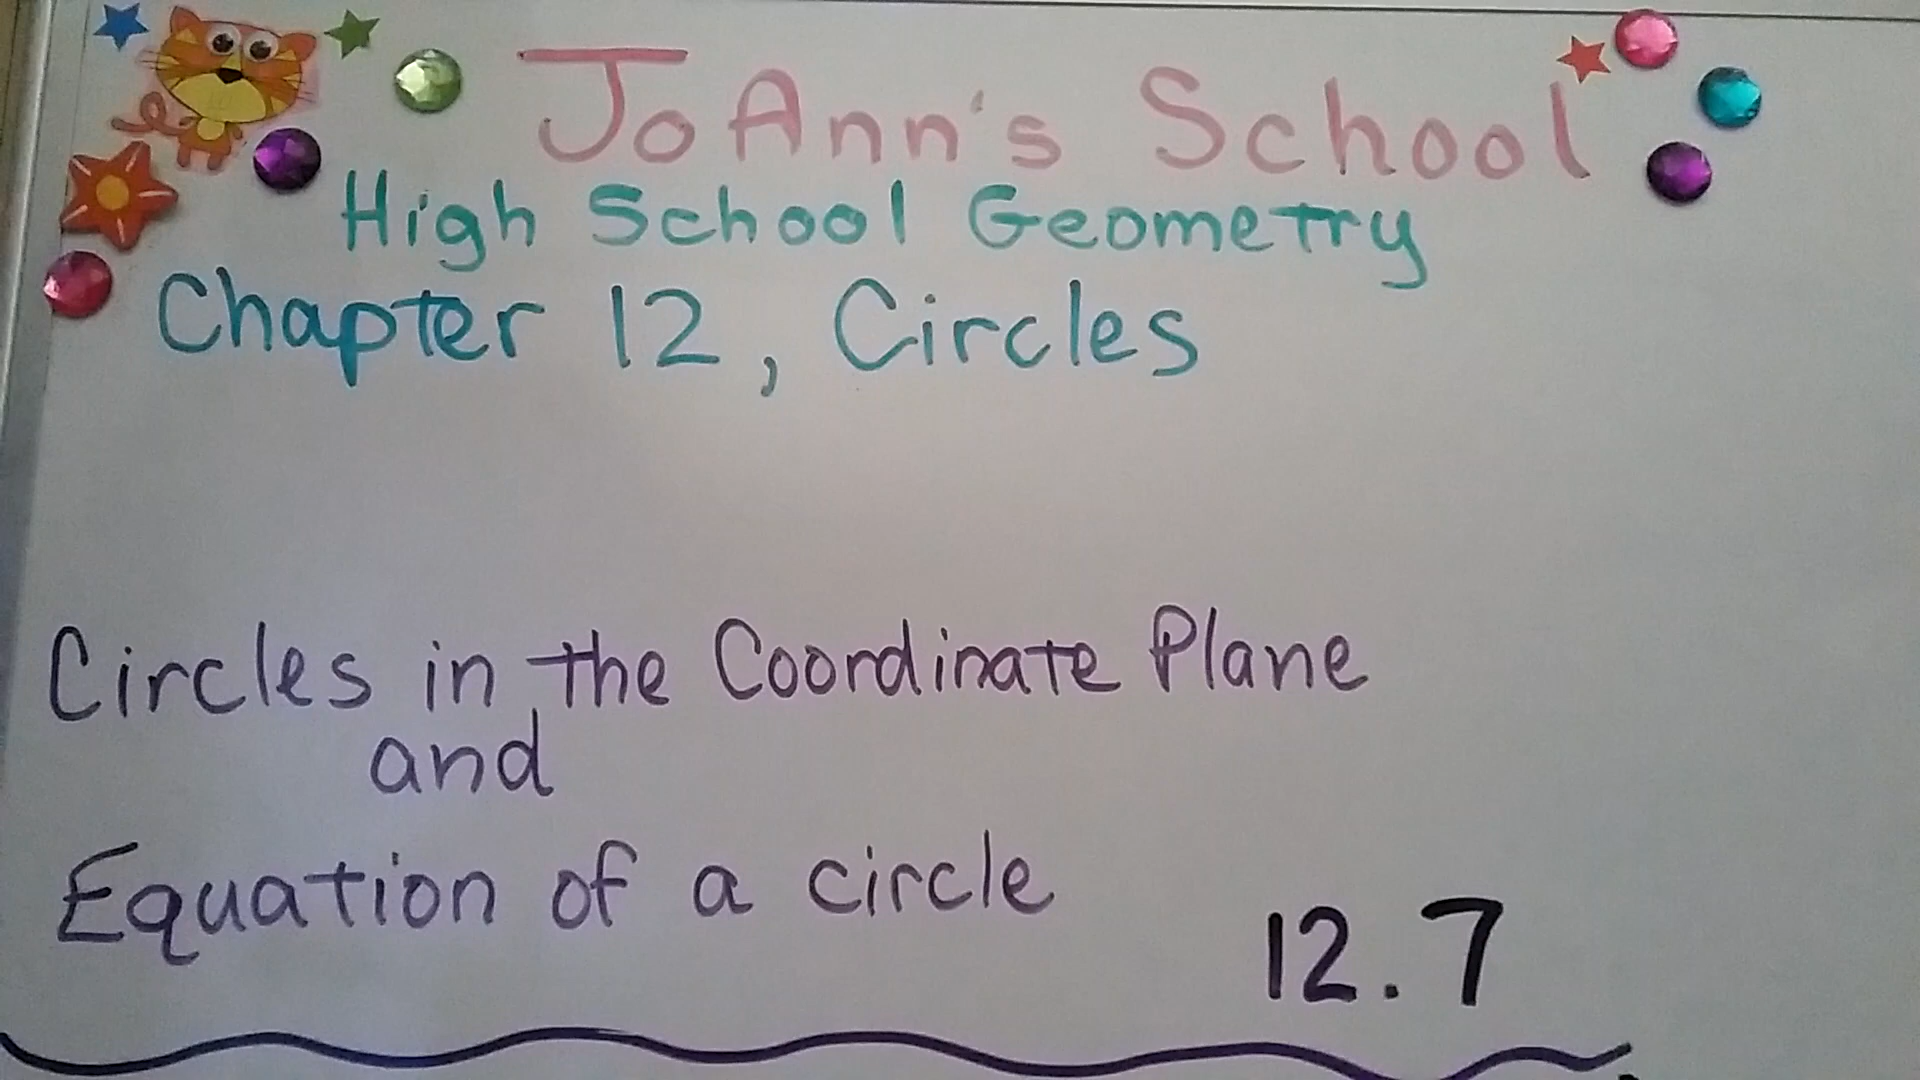 JoAnn's School
High School Geometry
Chapter 12, Circles
Circles in the Coordinate Plane
and
Equation of a circle
12.7